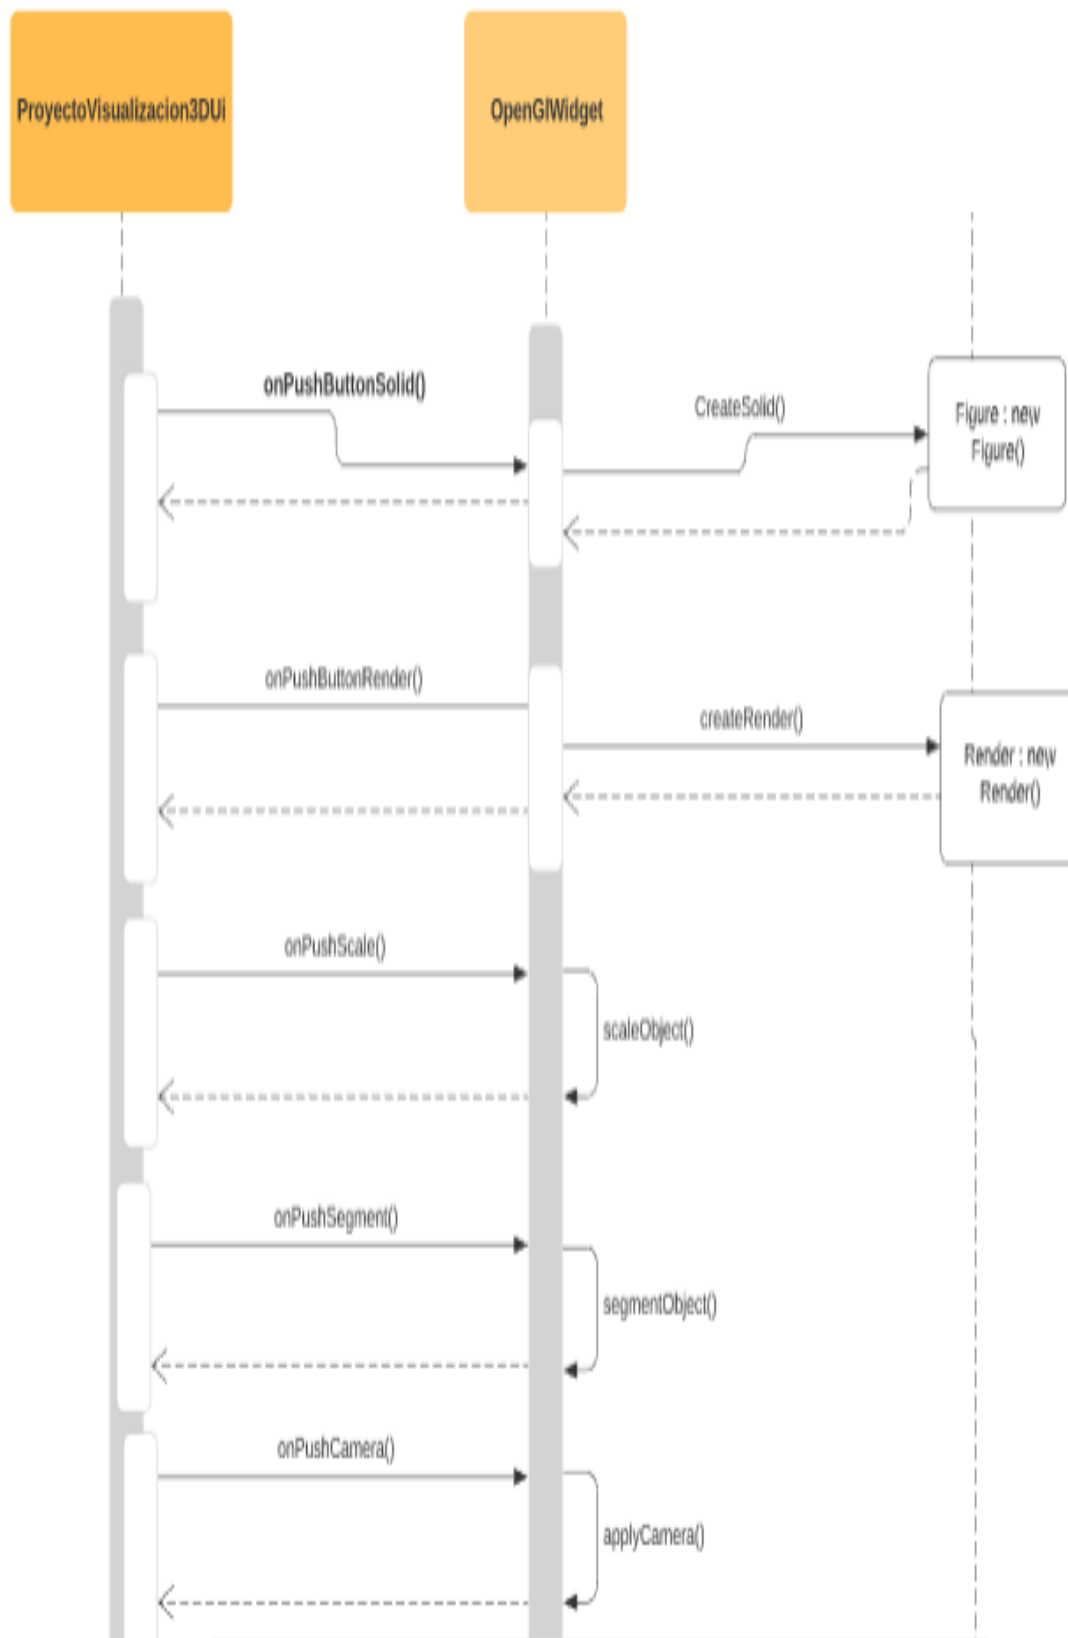 ProyectoVisualizacion3DUi
OpenGlWidget
onPushButtonSolid()
CreateSolid()
Figure : new
Figure()
onPushButtonRender()
createRender()
Render : new
Render()
onPushScale()
scaleObject()
onPushSegment()
segmentObject()
onPushCamera()
applyCamera()